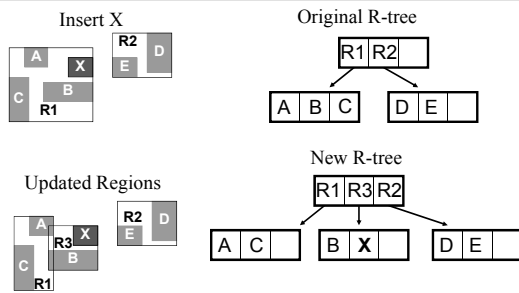 Insert X
A
R2
D
X
E
C
B
R1
Original R-tree
R1 R2
A B C
D E
Updated Regions
A
R2
D
X
E
R3
C
B
R1
New R-tree
R1 R3 R2
A C
B X
D E